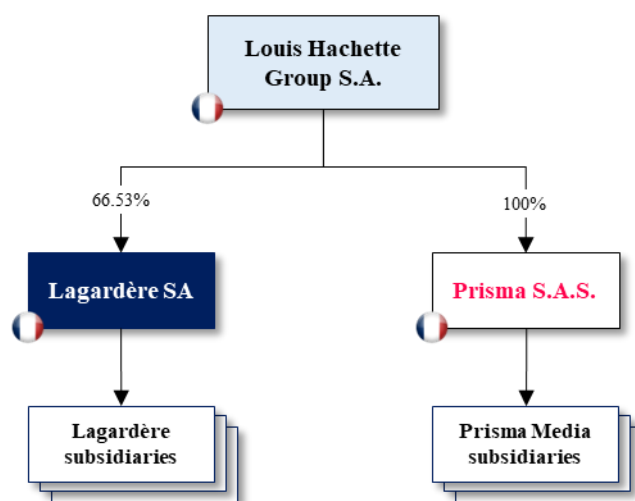 Louis Hachette
Group S.A.
66.53%
100%
Lagardère SA
Prisma S.A.S.
Lagardère
subsidiaries
Prisma Media
subsidiaries